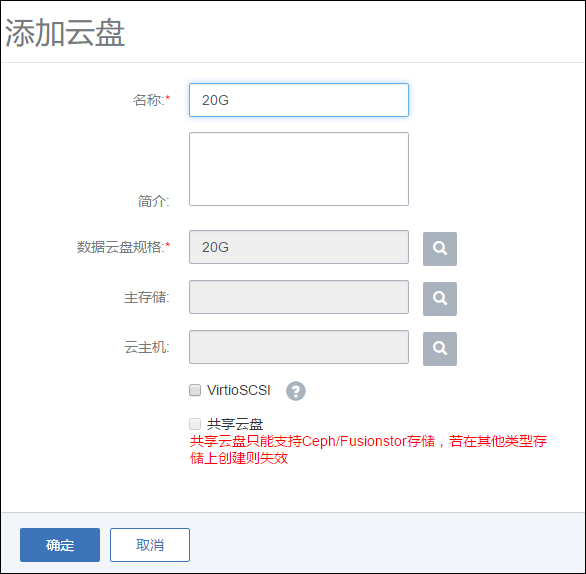 添加云盘
名称:* 20G
简介:
数据云盘规格:* 20G
主存储:
云主机:
VirtioSCSI ?
共享云盘
共享云盘只能支持Ceph/Fusionstor存储，若在其他类型存
储上创建则失效
确定 取消